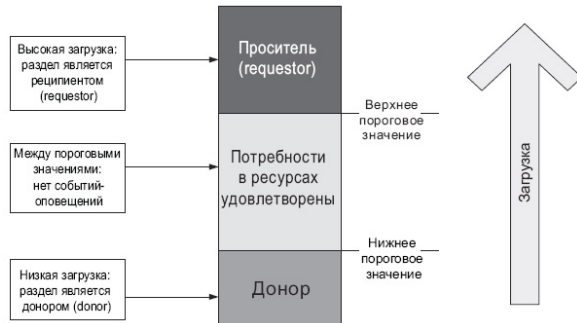 Высокая загрузка:
раздел является
реципиентом
(requestor)
Проситель
(requestor)
Верхнее
пороговое
значение
Между пороговыми
значениями:
нет событий-
оповещений
Потребности
в ресурсах
удовлетворены
Нижнее
пороговое
значение
Низкая загрузка:
раздел является
донором (donor)
Донор
Загрузка